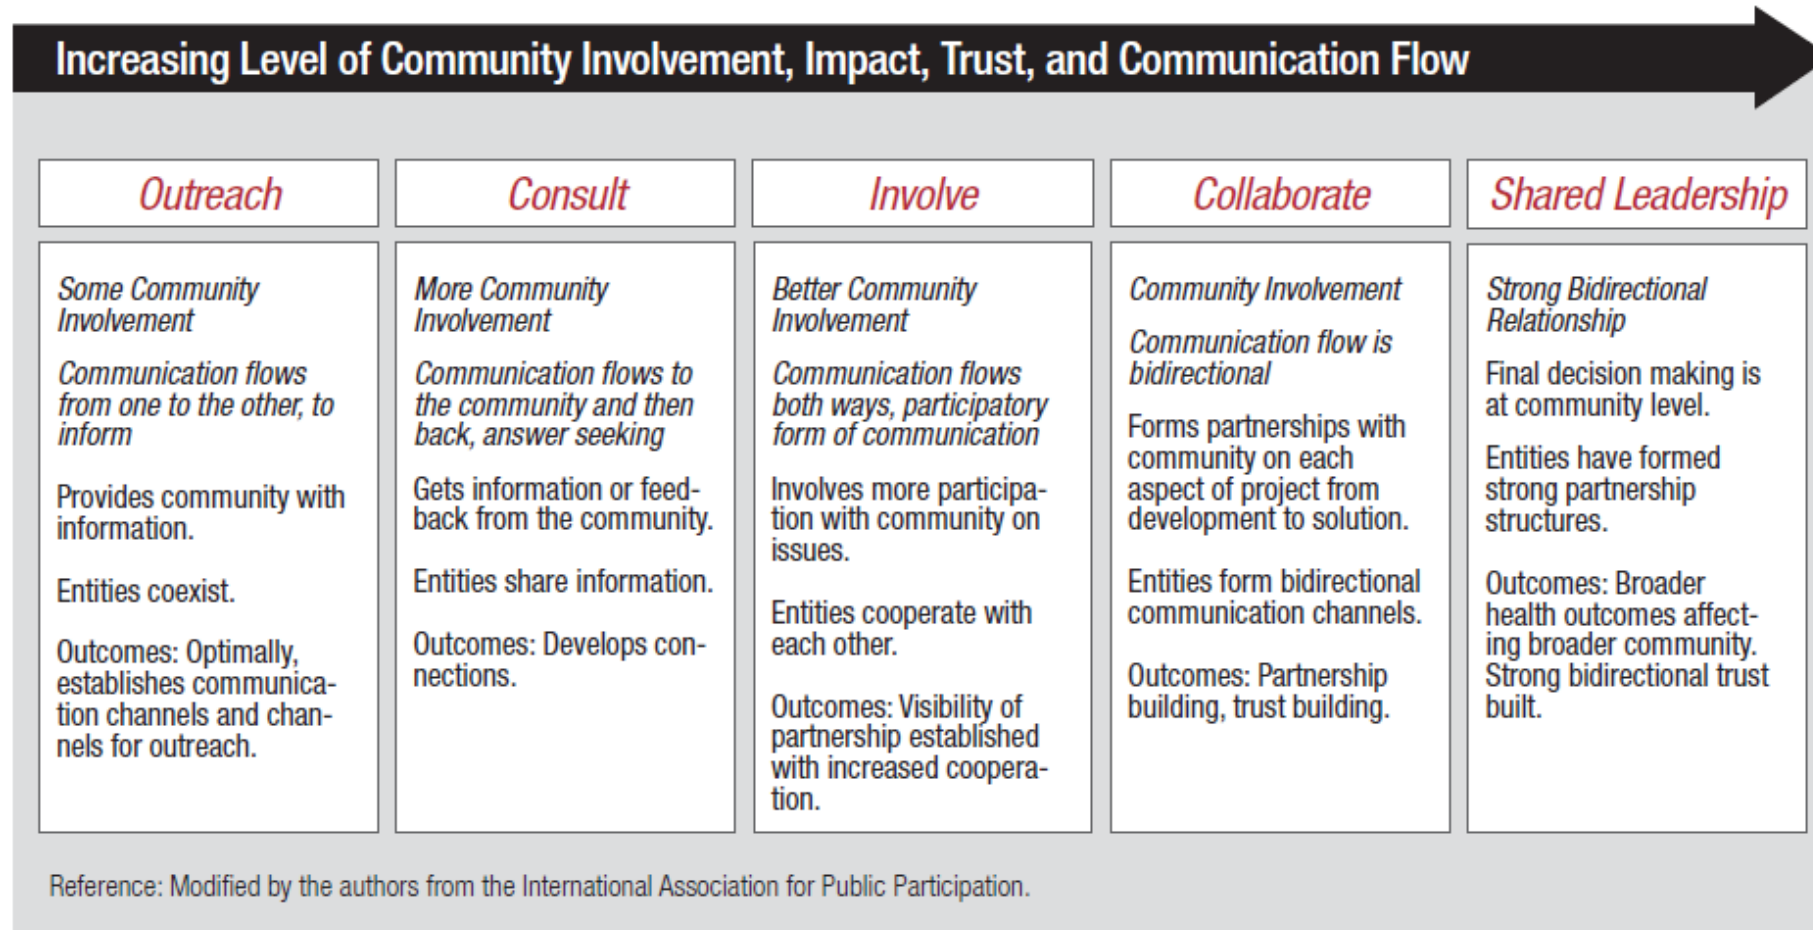 Increasing Level of Community Involvement, Impact, Trust, and Communication Flow
Outreach
Some Community
Involvement
Communication flows
from one to the other, to
inform
Provides community with
information.
Entities coexist.
Outcomes: Optimally,
establishes communica-
tion channels and chan-
nels for outreach.
Consult
More Community
Involvement
Communication flows to
the community and then
back, answer seeking
Gets information or feed-
back from the community.
Entities share information.
Outcomes: Develops con-
nections.
Involve
Better Community
Involvement
Communication flows
both ways, participatory
form of communication
Involves more participa-
tion with community on
issues.
Entities cooperate with
each other.
Outcomes: Visibility of
partnership established
with increased coopera-
tion.
Collaborate
Community Involvement
Communication flow is
bidirectional
Forms partnerships with
community on each
aspect of project from
development to solution.
Entities form bidirectional
communication channels.
Outcomes: Partnership
building, trust building.
Shared Leadership
Strong Bidirectional
Relationship
Final decision making is
at community level.
Entities have formed
strong partnership
structures.
Outcomes: Broader
health outcomes affect-
ing broader community.
Strong bidirectional trust
built.
Reference: Modified by the authors from the International Association for Public Participation.